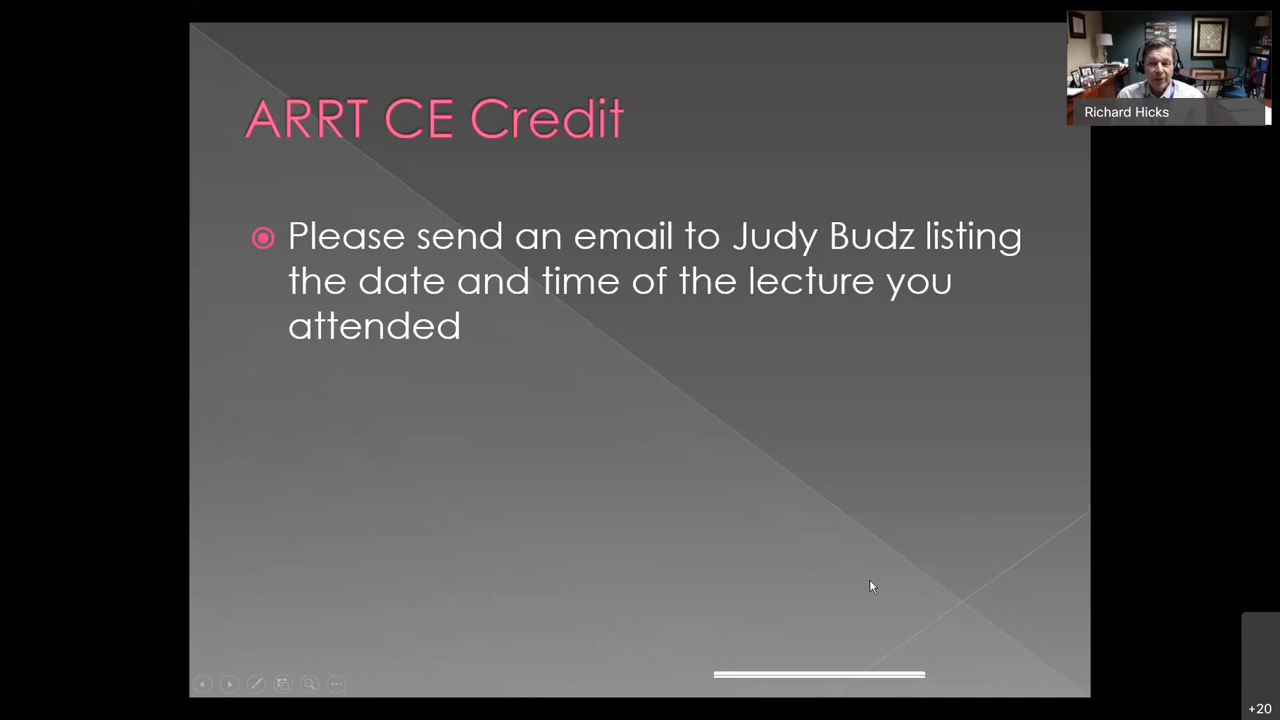 ARRT CE Credit
Richard Hicks
Please send an email to Judy Budz listing
the date and time of the lecture you
attended
+20